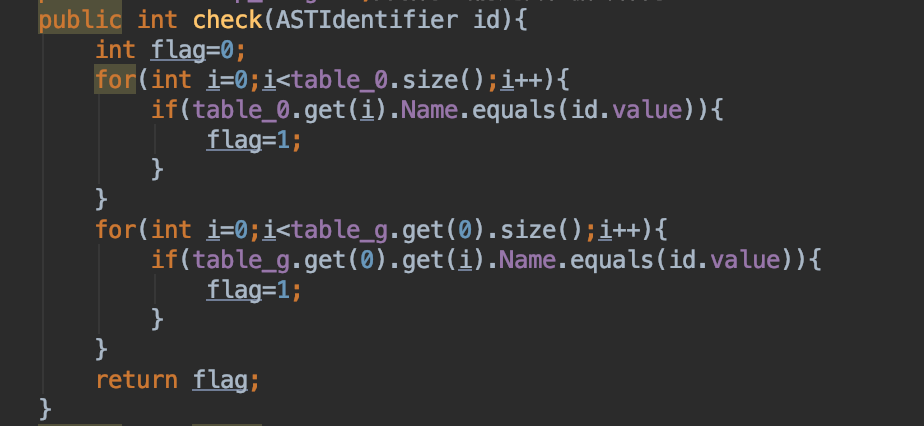 public int check(ASTIdentifier id){
    int flag=0;
    for(int i=0;i<table_0.size();i++){
        if(table_0.get(i).Name.equals(id.value)){
            flag=1;
        }
    }
    for(int i=0;i<table_g.get(0).size();i++){
        if(table_g.get(0).get(i).Name.equals(id.value)){
            flag=1;
        }
    }
    return flag;
}